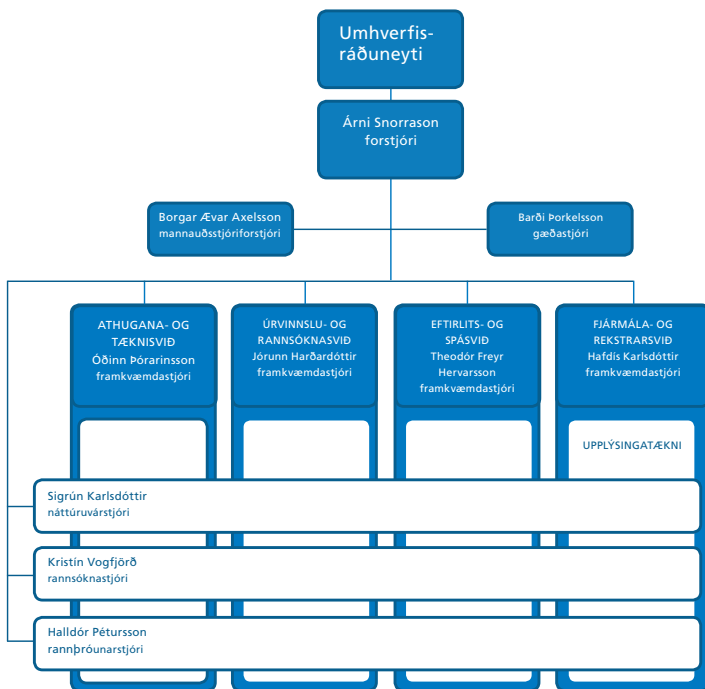 Umhverfis-
ráðuneyti
Árni Snorrason
forstjóri
Borgar Ævar Axelsson
mannauðsstjóriforstjóri
Barði Þorkelsson
gæðastjóri
ATHUGANA- OG
TÆKNISVIÐ
Óðinn Þórarinsson
framkvæmdastjóri
ÚRVINNSLU- OG
RANNSÓKNASVIÐ
Jórunn Harðardóttir
framkvæmdastjóri
EFTIRLITS- OG
SPÁSVIÐ
Theodór Freyr
Hervarsson
framkvæmdastjóri
FJÁRMÁLA- OG
REKSTRARSVIÐ
Hafdís Karlsdóttir
framkvæmdastjóri
UPPLÝSINGATÆKNI
Sigrún Karlsdóttir
náttúruvárstjóri
Kristín Vogfjörð
rannsóknastjóri
Halldór Pétursson
rannþróunarstjóri